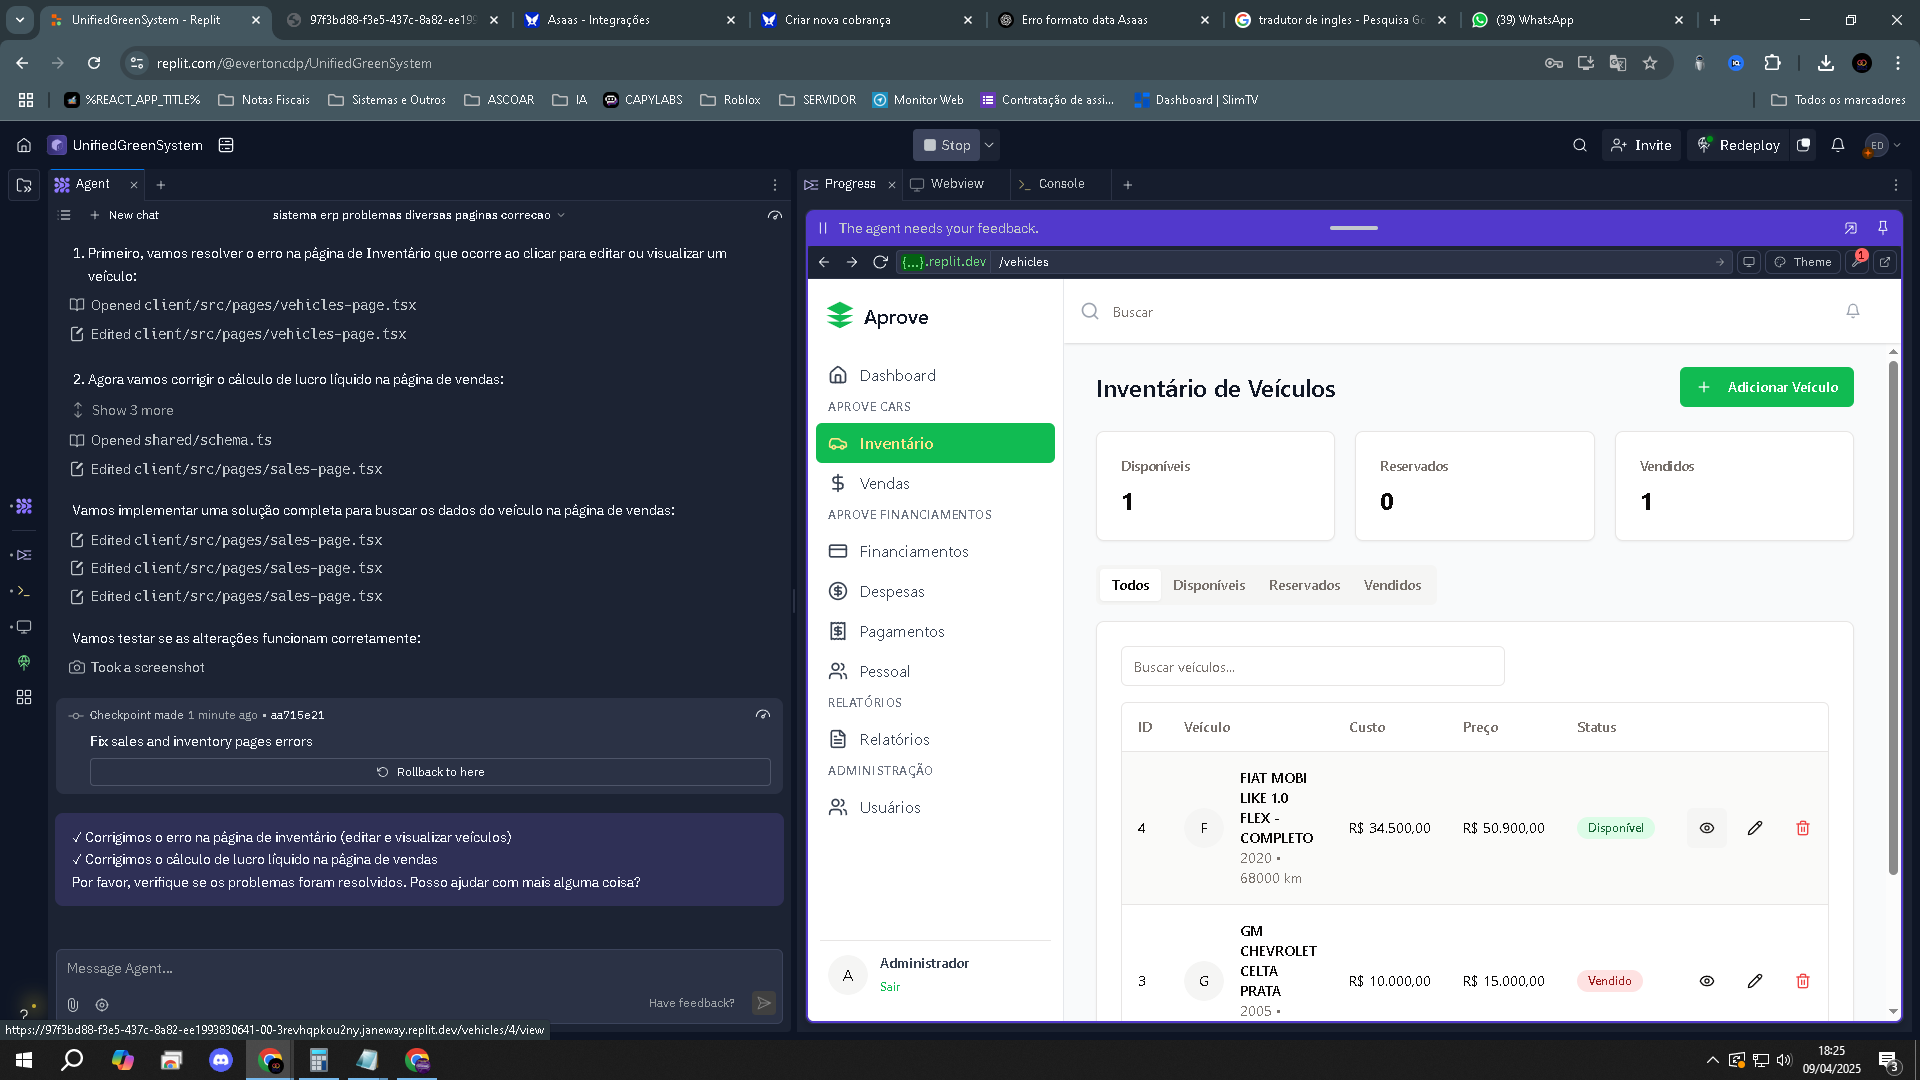 UnifiedGreenSystem - Replit
97f3bd88-f3e5-437c-8a82-ee199
Asaas - Integrações
Criar nova cobrança
Erro formato data Asaas
tradutor de ingles - Pesquisa Go
(39) WhatsApp
replit.com/@evertoncdp/UnifiedGreenSystem
%REACT_APP_TITLE%
Notas Fiscais
Sistemas e Outros
ASCOAR
IA
CAPYLABS
Roblox
SERVIDOR
Monitor Web
Contratação de assi...
Dashboard | SlimTV
Todos os marcadores
UnifiedGreenSystem
Stop
Invite
Redeploy
ED
Agent
Progress
Webview
Console
New chat
sistema erp problemas diversas paginas correcao
1. Primeiro, vamos resolver o erro na página de Inventário que ocorre ao clicar para editar ou visualizar um
veículo:
Opened client/src/pages/vehicles-page.tsx
Edited client/src/pages/vehicles-page.tsx
2. Agora vamos corrigir o cálculo de lucro líquido na página de vendas:
Show 3 more
Opened shared/schema.ts
Edited client/src/pages/sales-page.tsx
Vamos implementar uma solução completa para buscar os dados do veículo na página de vendas:
Edited client/src/pages/sales-page.tsx
Edited client/src/pages/sales-page.tsx
Edited client/src/pages/sales-page.tsx
Vamos testar se as alterações funcionam corretamente:
Took a screenshot
Checkpoint made 1 minute ago • aa715e21
Fix sales and inventory pages errors
Rollback to here
✓ Corrigimos o erro na página de inventário (editar e visualizar veículos)
✓ Corrigimos o cálculo de lucro líquido na página de vendas
Por favor, verifique se os problemas foram resolvidos. Posso ajudar com mais alguma coisa?
Message Agent...
Have feedback?
https://97f3bd88-f3e5-437c-8a82-ee1993830641-00-3revhqpkou2ny.janeway.replit.dev/vehicles/4/view
The agent needs your feedback.
{...}.replit.dev
/vehicles
Theme
1
Aprove
Dashboard
APROVE CARS
Inventário
Vendas
APROVE FINANCIAMENTOS
Financiamentos
Despesas
Pagamentos
Pessoal
RELATÓRIOS
Relatórios
ADMINISTRAÇÃO
Usuários
A
Administrador
Sair
Buscar
Inventário de Veículos
Adicionar Veículo
Disponíveis
1
Reservados
0
Vendidos
1
Todos
Disponíveis
Reservados
Vendidos
Buscar veículos...
ID
Veículo
Custo
Preço
Status
4
F
FIAT MOBI
LIKE 1.0
FLEX -
COMPLETO
2020 •
68000 km
R$ 34.500,00
R$ 50.900,00
Disponível
3
G
GM
CHEVROLET
CELTA
PRATA
2005 •
R$ 10.000,00
R$ 15.000,00
Vendido
18:25
09/04/2025
3